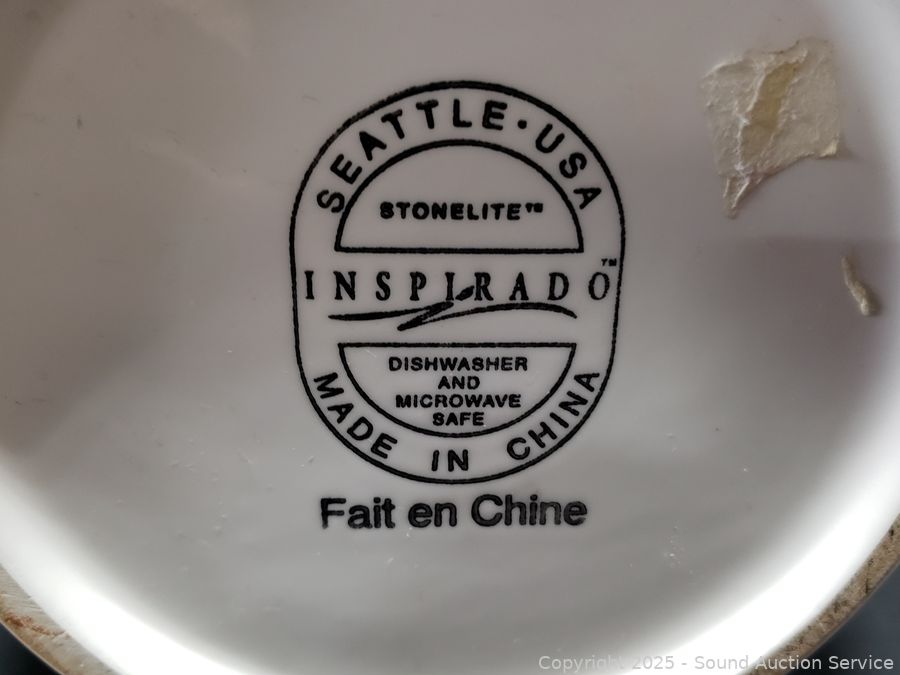 SEATTLE · USA
STONELITE™
INSPIRADO™
DISHWASHER
AND
MICROWAVE
SAFE
MADE IN CHINA
Fait en Chine
Copyright 2025 - Sound Auction Service